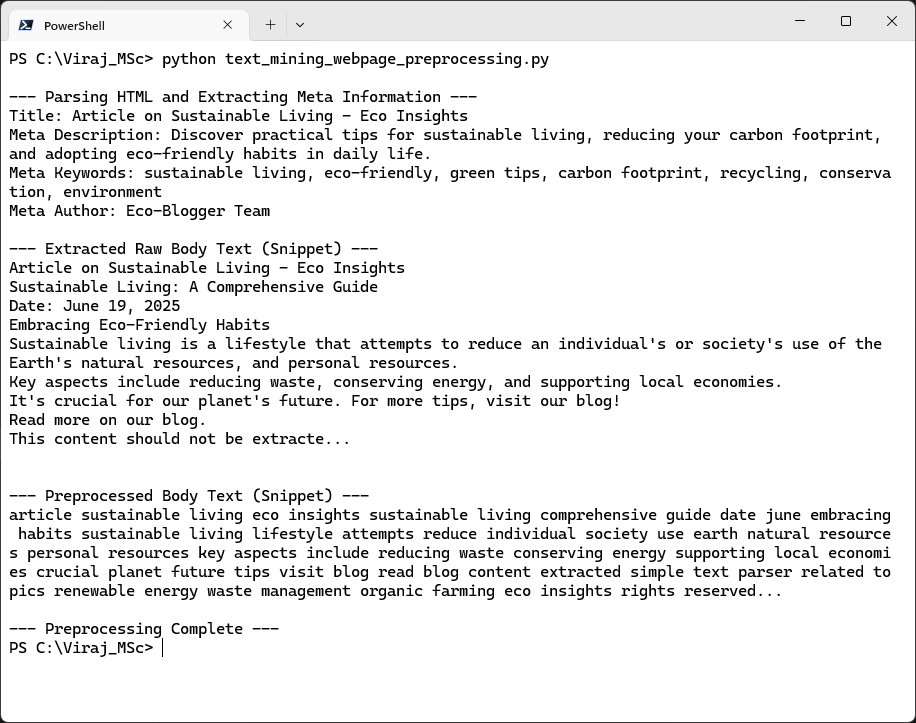 PowerShell
PS C:\Viraj_MSc> python text_mining_webpage_preprocessing.py
--- Parsing HTML and Extracting Meta Information ---
Title: Article on Sustainable Living - Eco Insights
Meta Description: Discover practical tips for sustainable living, reducing your carbon footprint,
and adopting eco-friendly habits in daily life.
Meta Keywords: sustainable living, eco-friendly, green tips, carbon footprint, recycling, conserva
tion, environment
Meta Author: Eco-Blogger Team
--- Extracted Raw Body Text (Snippet) ---
Article on Sustainable Living - Eco Insights
Sustainable Living: A Comprehensive Guide
Date: June 19, 2025
Embracing Eco-Friendly Habits
Sustainable living is a lifestyle that attempts to reduce an individual's or society's use of the
Earth's natural resources, and personal resources.
Key aspects include reducing waste, conserving energy, and supporting local economies.
It's crucial for our planet's future. For more tips, visit our blog!
Read more on our blog.
This content should not be extracte...
--- Preprocessed Body Text (Snippet) ---
article sustainable living eco insights sustainable living comprehensive guide date june embracing
 habits sustainable living lifestyle attempts reduce individual society use earth natural resource
s personal resources key aspects include reducing waste conserving energy supporting local economi
es crucial planet future tips visit blog read blog content extracted simple text parser related to
pics renewable energy waste management organic farming eco insights rights reserved...
--- Preprocessing Complete ---
PS C:\Viraj_MSc>